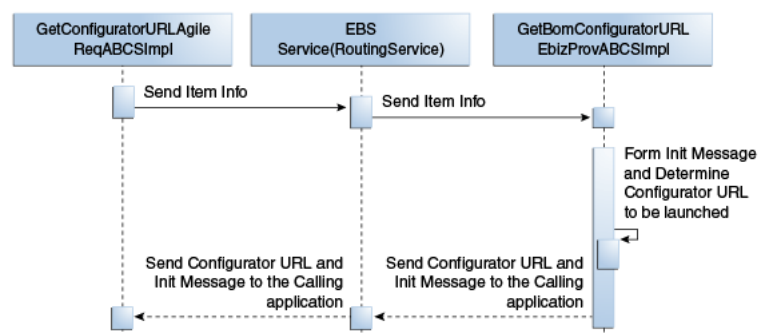 GetConfiguratorURLAgile
ReqABCSImpl
EBS
Service(RoutingService)
GetBomConfiguratorURL
EbizProvABCSImpl
Send Item Info
Send Item Info
Form Init Message
and Determine
Configurator URL
to be launched
Send Configurator URL and
Init Message to the Calling
application
Send Configurator URL and
Init Message to the Calling
application